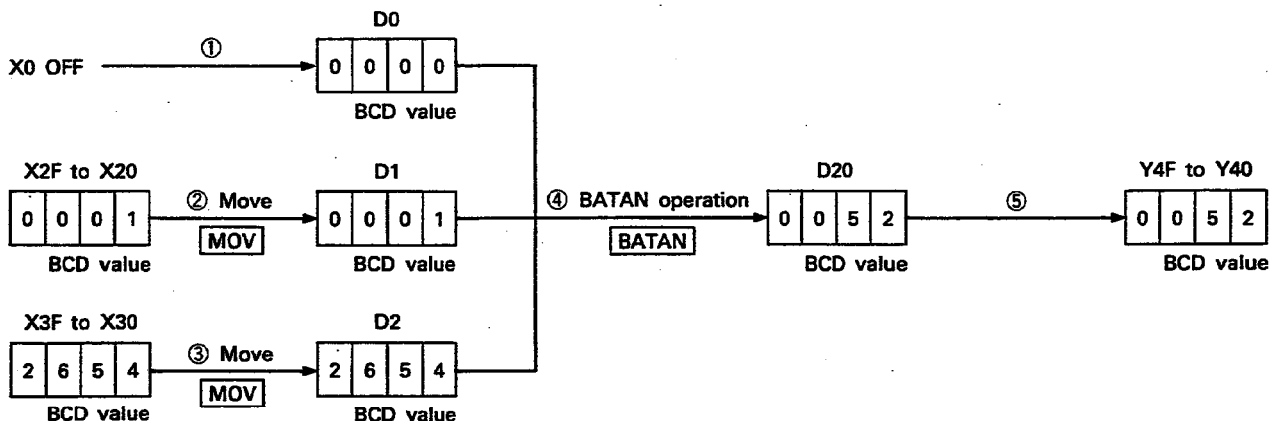 D0
X0 OFF ① 0 0 0 0
BCD value
X2F to X20 D1 D20 Y4F to Y40
0 0 0 1 ② Move 0 0 0 1 ④ BATAN operation 0 0 5 2 ⑤ 0 0 5 2
MOV BATAN
BCD value BCD value BCD value BCD value
X3F to X30 D2
2 6 5 4 ③ Move 2 6 5 4
MOV
BCD value BCD value